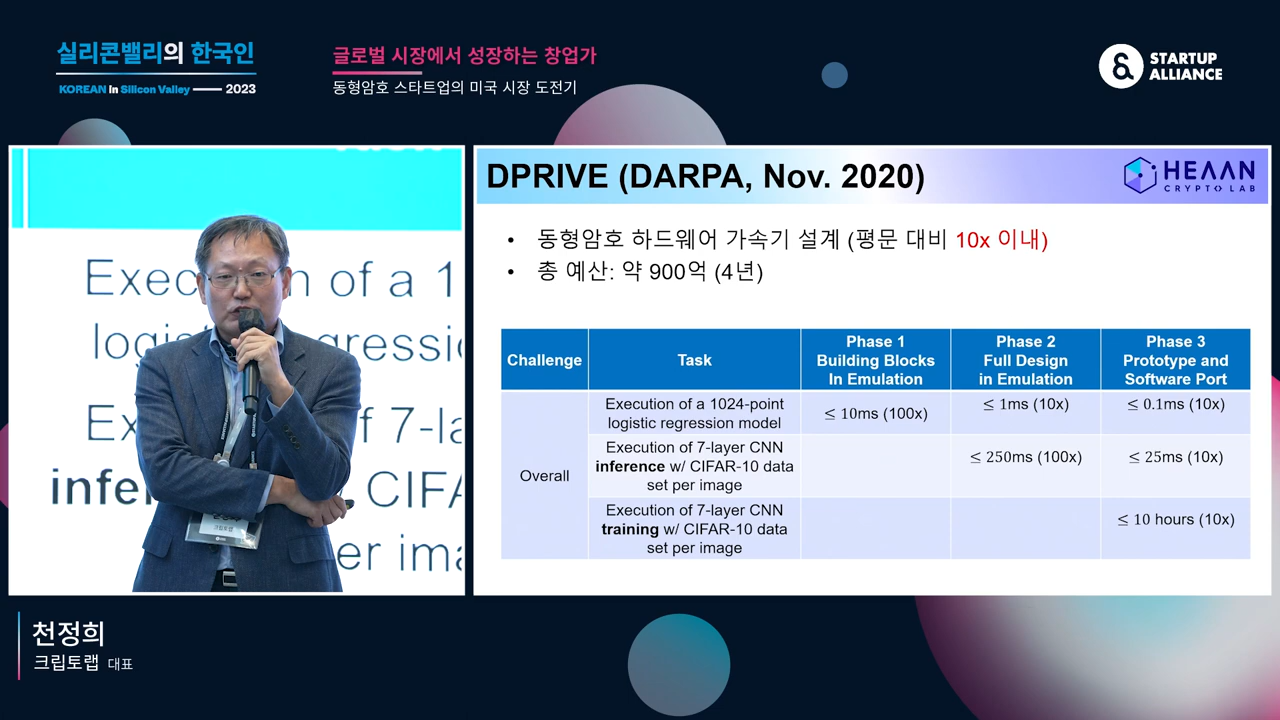 실리콘밸리의 한국인
KOREAN In Silicon Valley 2023
글로벌 시장에서 성장하는 창업가
동형암호 스타트업의 미국 시장 도전기
STARTUP
ALLIANCE
Execution of a 1
logistic regressi
Ex f 7-la
infe CIFA
er ima
크립토랩
DPRIVE (DARPA, Nov. 2020)
HEAAN
CRYPTO LAB
• 동형암호 하드웨어 가속기 설계 (평문 대비 10x 이내)
• 총 예산: 약 900억 (4년)
Challenge
Task
Phase 1
Building Blocks
In Emulation
Phase 2
Full Design
in Emulation
Phase 3
Prototype and
Software Port
Overall
Execution of a 1024-point
logistic regression model
≤ 10ms (100x)
≤ 1ms (10x)
≤ 0.1ms (10x)
Execution of 7-layer CNN
inference w/ CIFAR-10 data
set per image
≤ 250ms (100x)
≤ 25ms (10x)
Execution of 7-layer CNN
training w/ CIFAR-10 data
set per image
≤ 10 hours (10x)
천정희
크립토랩 대표